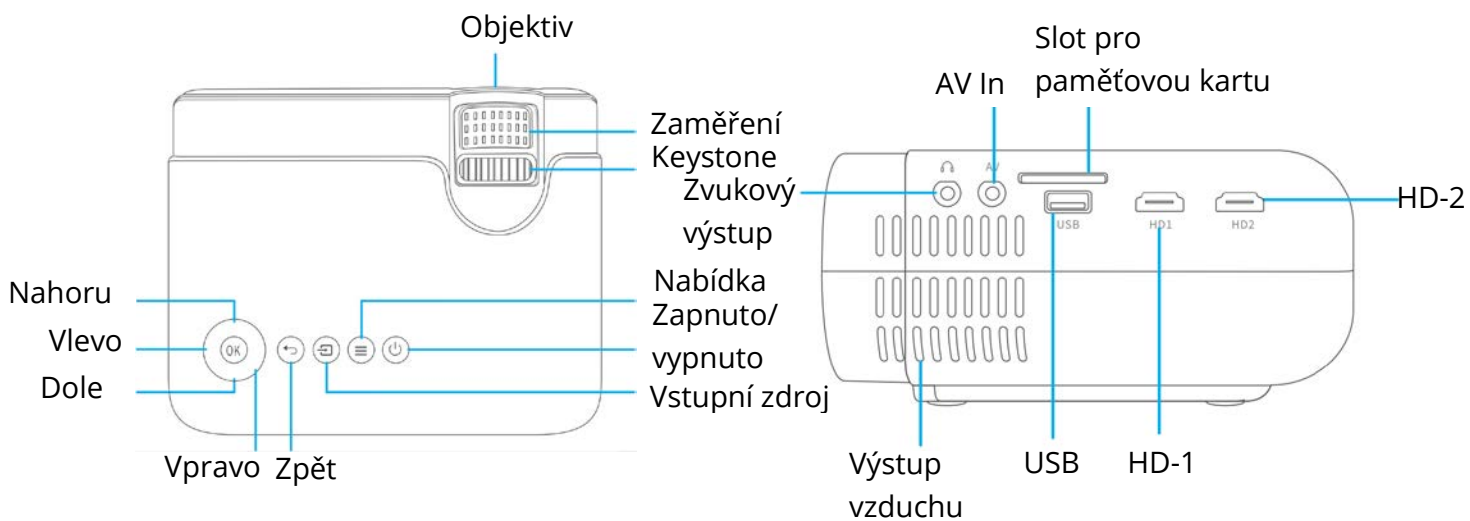 Objektiv
Zaměření
Keystone
Zvukový
výstup
Nahoru
Vlevo
Dole
OK
Nabídka
Zapnuto/
vypnuto
Vstupní zdroj
Vpravo
Zpět
Slot pro
paměťovou kartu
AV In
AV
HD-2
USB
HD1
HD2
Výstup
vzduchu
USB
HD-1